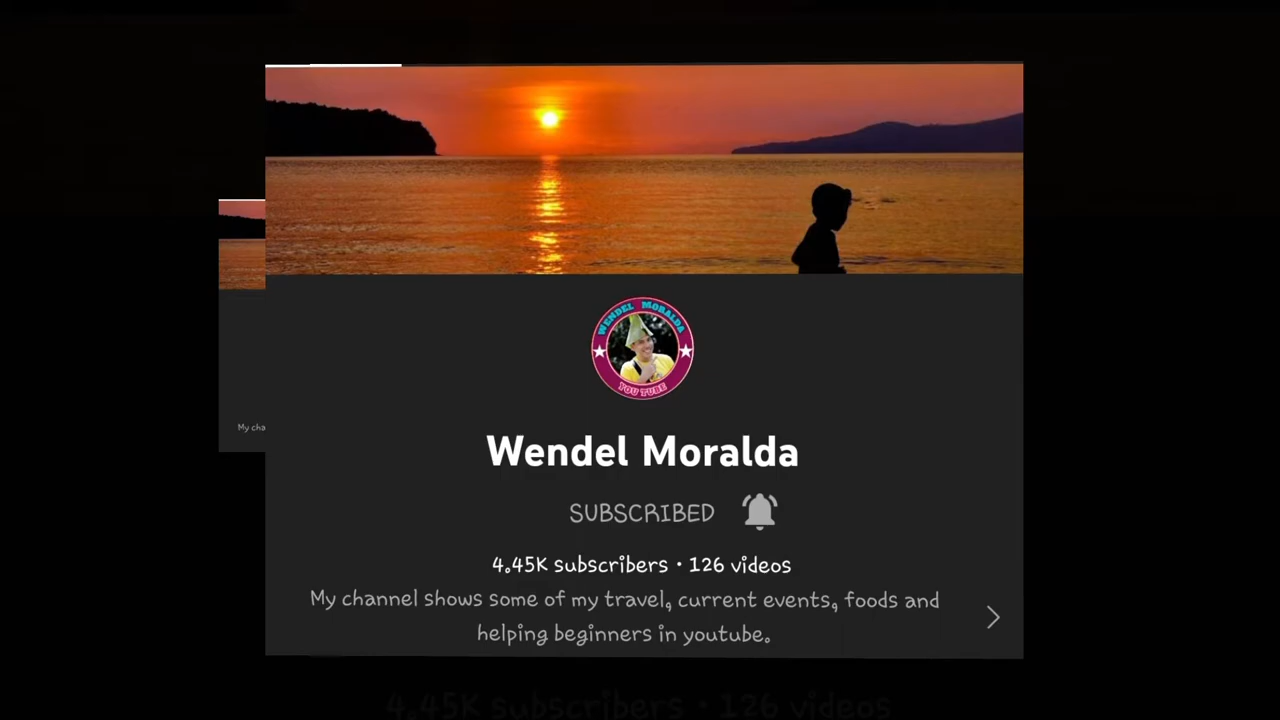 WENDEL MORALDA
YOU TUBE
Wendel Moralda
SUBSCRIBED
4.45K subscribers • 126 videos
My channel shows some of my travel, current events, foods and
helping beginners in youtube.
My cha
4.45K subscribers • 126 videos